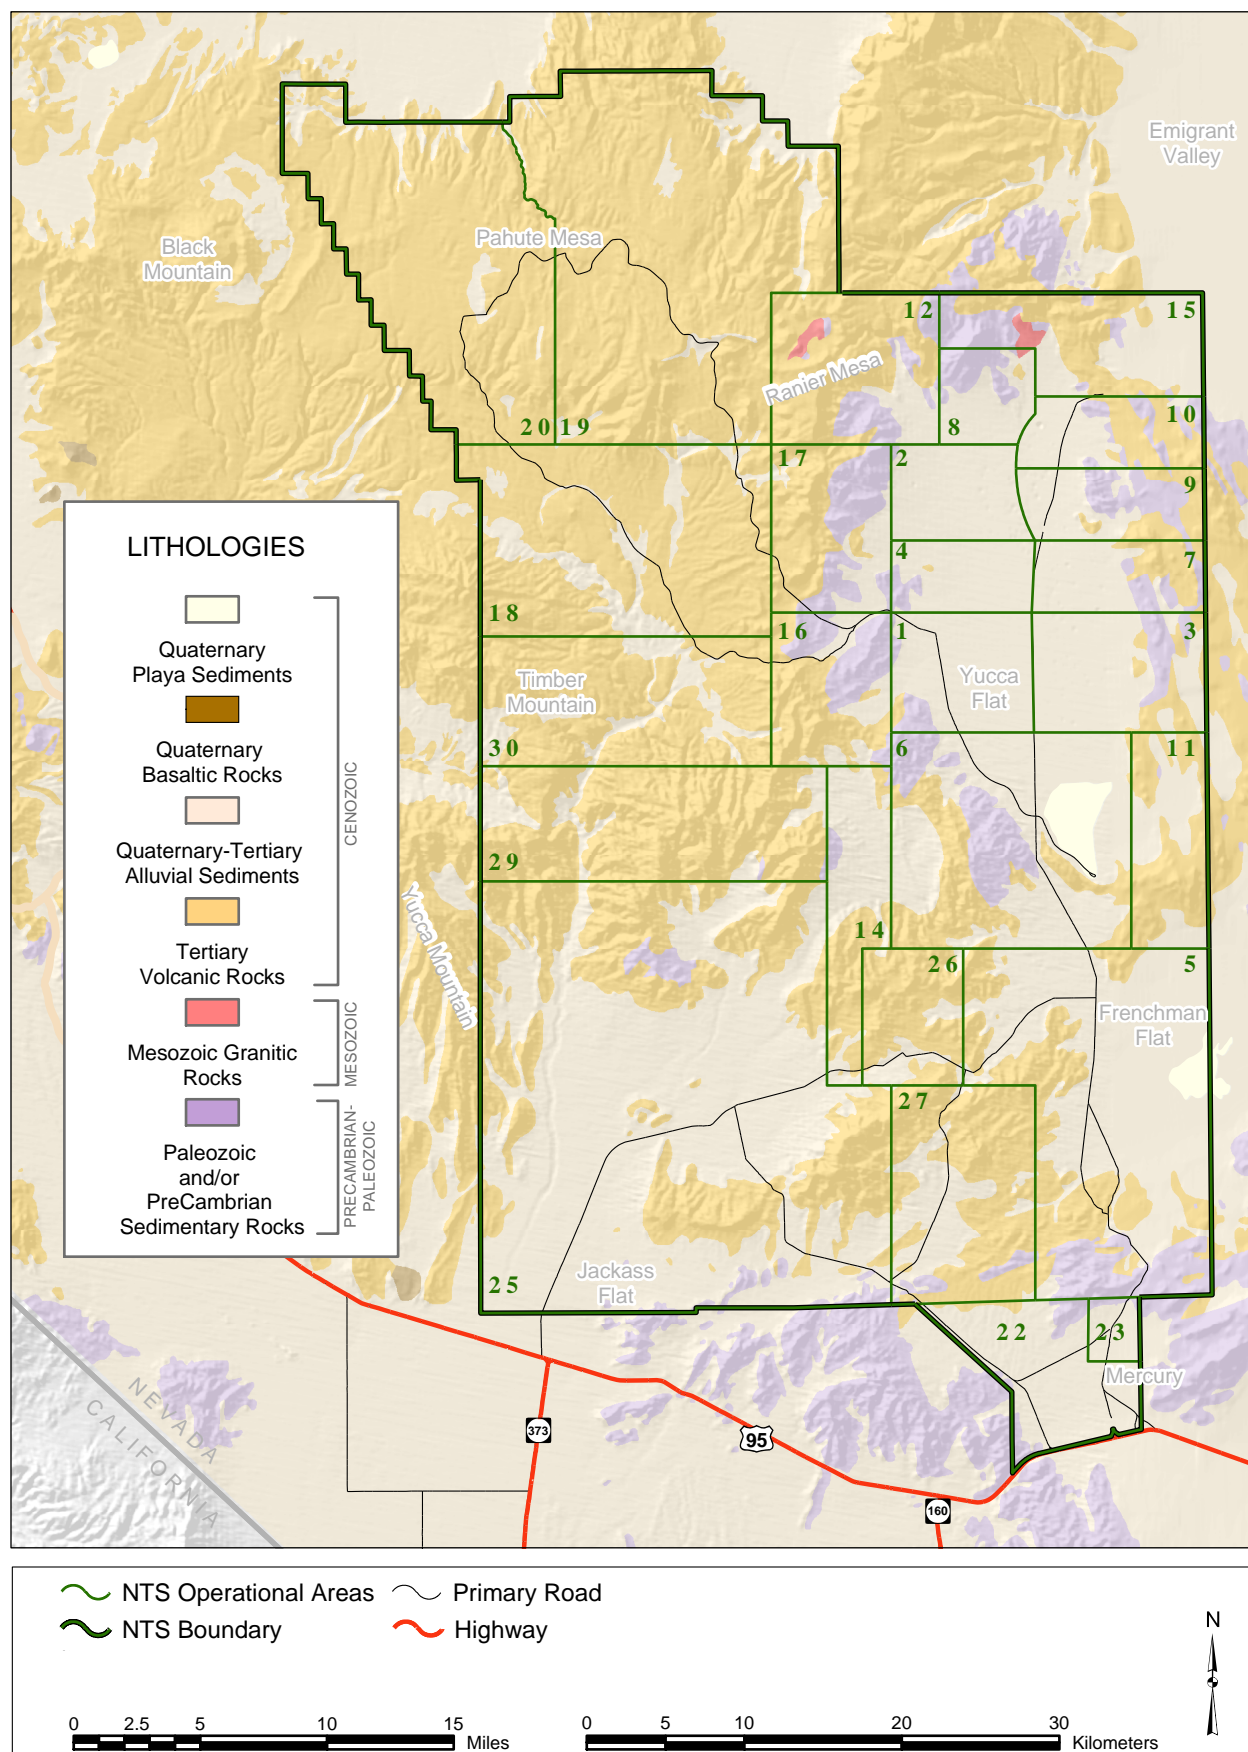 Emigrant
Valley
Black
Mountain
Pahute Mesa
12
15
Ranier Mesa
10
20
19
8
17
2
9
4
7
LITHOLOGIES
Quaternary
Playa Sediments
Quaternary
Basaltic Rocks
Quaternary-Tertiary
Alluvial Sediments
Tertiary
Volcanic Rocks
CENOZOIC
Mesozoic Granitic
Rocks
MESOZOIC
Paleozoic
and/or
PreCambrian
Sedimentary Rocks
PRECAMBRIAN-
PALEOZOIC
18
16
1
3
Timber
Mountain
Yucca
Flat
30
6
11
29
Yucca Mountain
14
26
5
Frenchman
Flat
27
25
Jackass
Flat
22
23
Mercury
NEVADA
CALIFORNIA
373
95
160
NTS Operational Areas
Primary Road
NTS Boundary
Highway
N
0 2.5 5 10 15
Miles
0 5 10 20 30
Kilometers